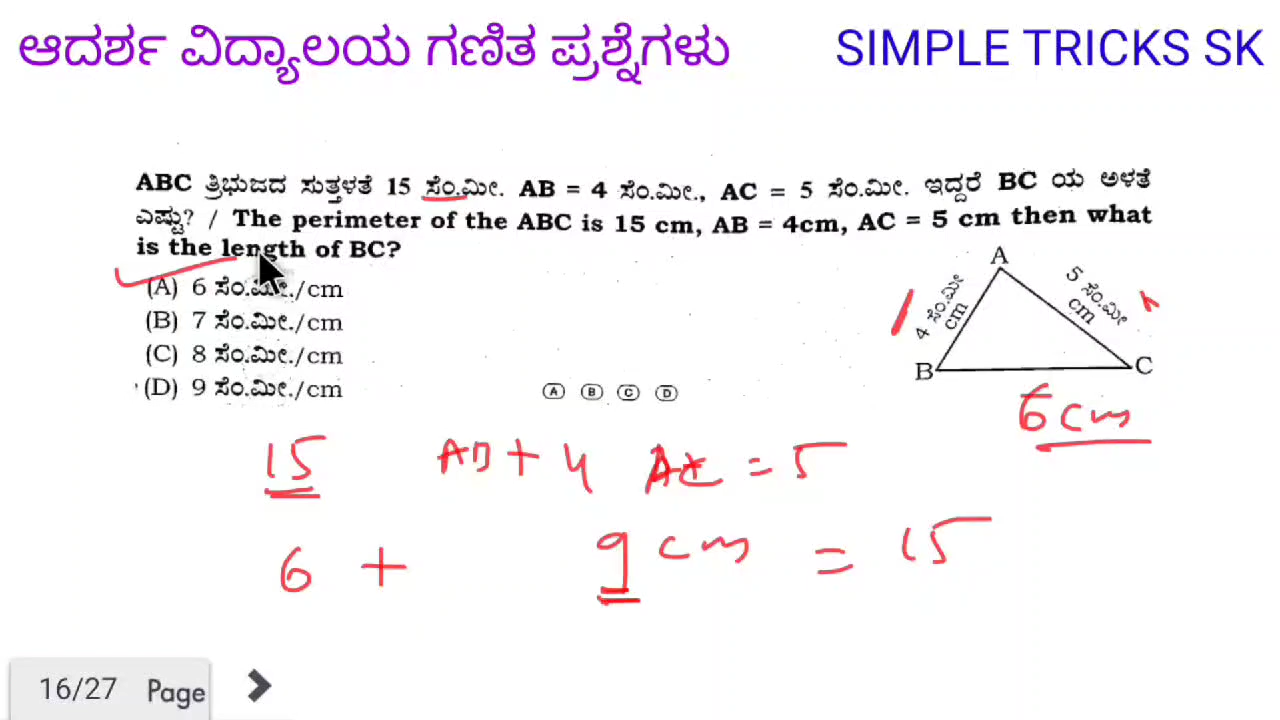 ಆದರ್ಶ ವಿದ್ಯಾಲಯ ಗಣಿತ ಪ್ರಶ್ನೆಗಳು SIMPLE TRICKS SK
ABC ತ್ರಿಭುಜದ ಸುತ್ತಳತೆ 15 ಸೆಂ.ಮೀ. AB = 4 ಸೆಂ.ಮೀ., AC = 5 ಸೆಂ.ಮೀ. ಇದ್ದರೆ BC ಯ ಅಳತೆ
ಎಷ್ಟು? / The perimeter of the ABC is 15 cm, AB = 4cm, AC = 5 cm then what
is the length of BC?
(A) 6 ಸೆಂ.ಮೀ./cm
(B) 7 ಸೆಂ.ಮೀ./cm
(C) 8 ಸೆಂ.ಮೀ./cm
(D) 9 ಸೆಂ.ಮೀ./cm
A B C D
A
4 ಸೆಂ.ಮೀ
cm
5 ಸೆಂ.ಮೀ
cm
B C
6cm
15 + 4 = 5
6 + 9 cm = 15
16/27 Page